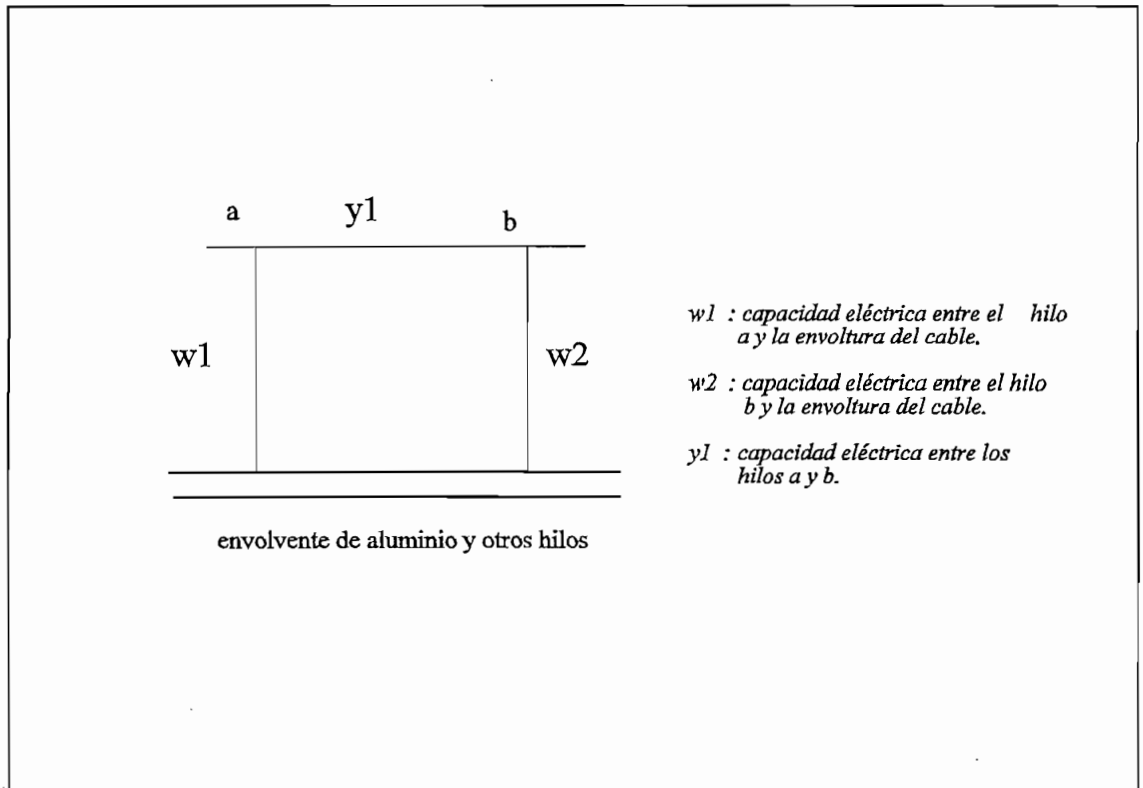 a y1 b
w1 w2
envolvente de aluminio y otros hilos
w1 : capacidad eléctrica entre el hilo
a y la envoltura del cable.
w2 : capacidad eléctrica entre el hilo
b y la envoltura del cable.
y1 : capacidad eléctrica entre los
hilos a y b.